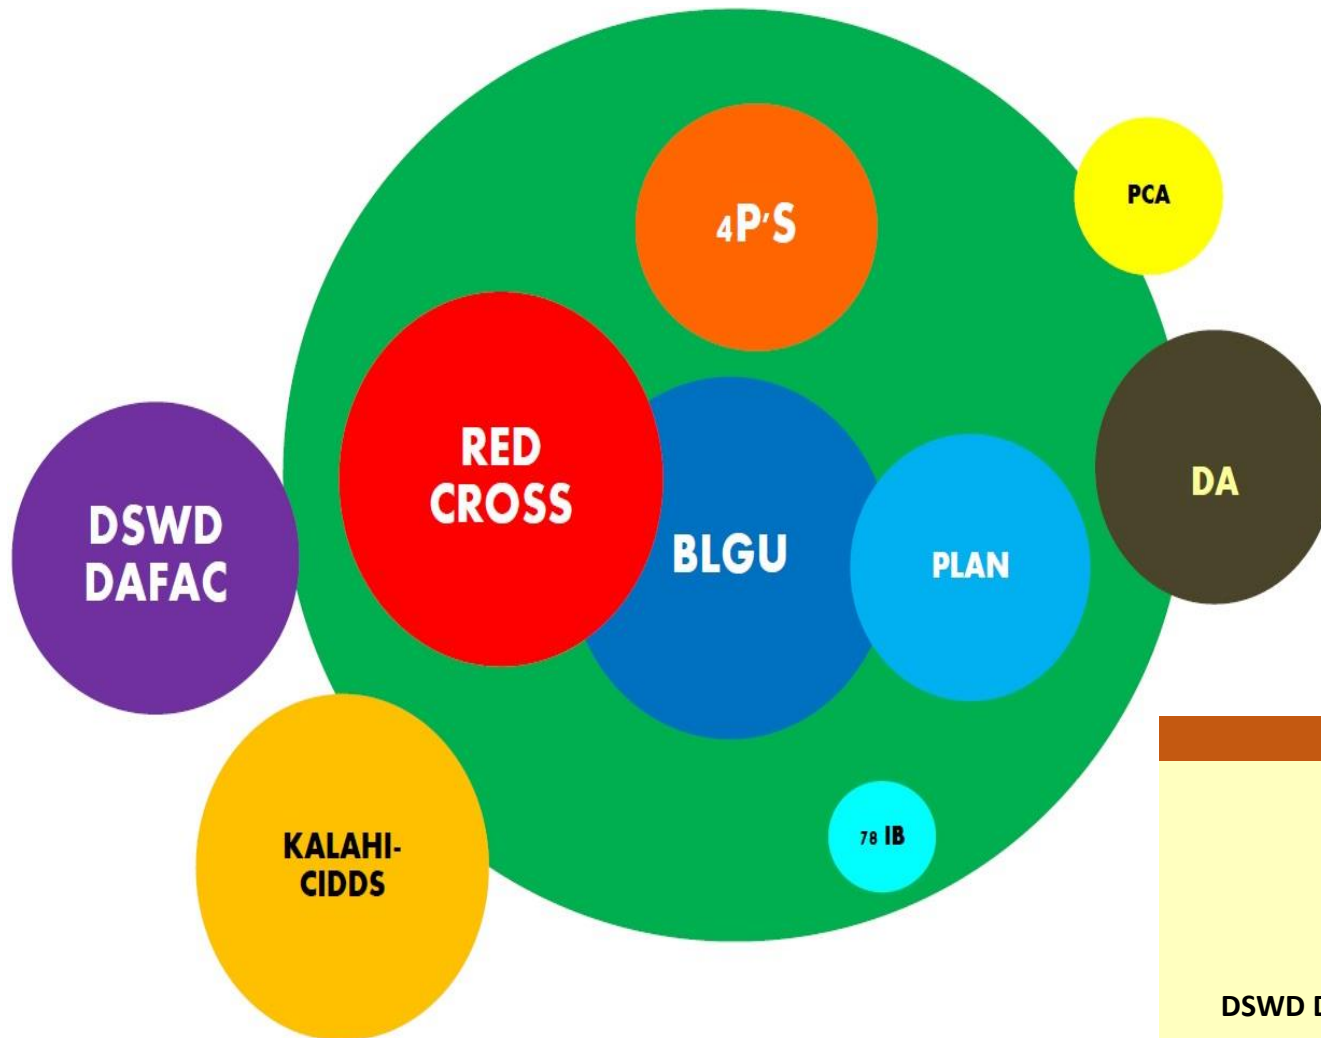 4P'S
PCA
RED
CROSS
DSWD
DAFAC
BLGU
PLAN
DA
KALAHI-
CIDDS
78 IB
DSWD